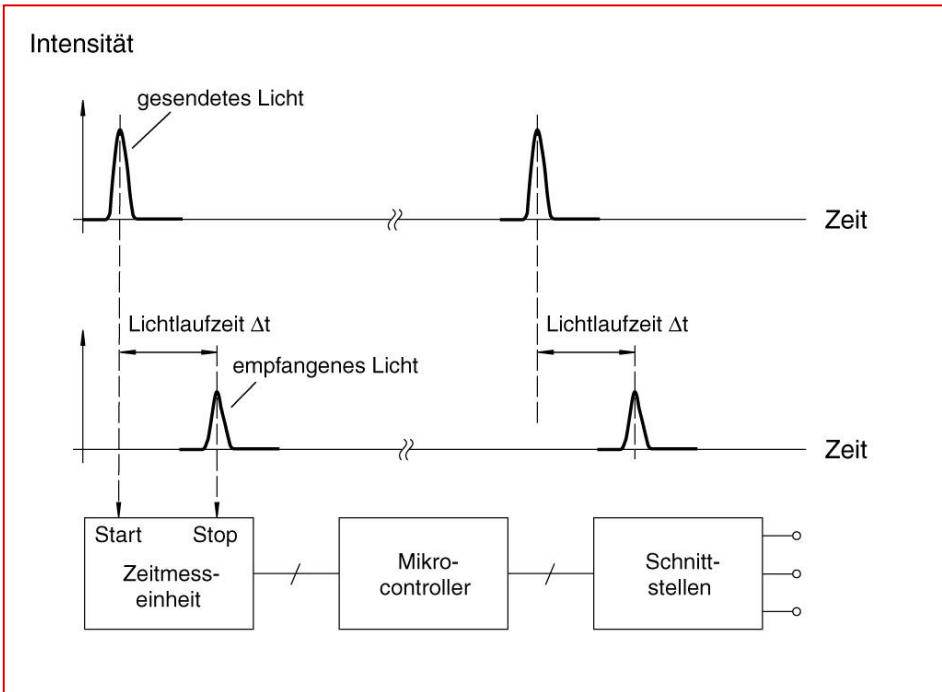 Intensität
gesendetes Licht
Zeit
Lichtlaufzeit Δt
Lichtlaufzeit Δt
empfangenes Licht
Zeit
Start Stop
Zeitmess-
einheit
Mikro-
controller
Schnitt-
stellen